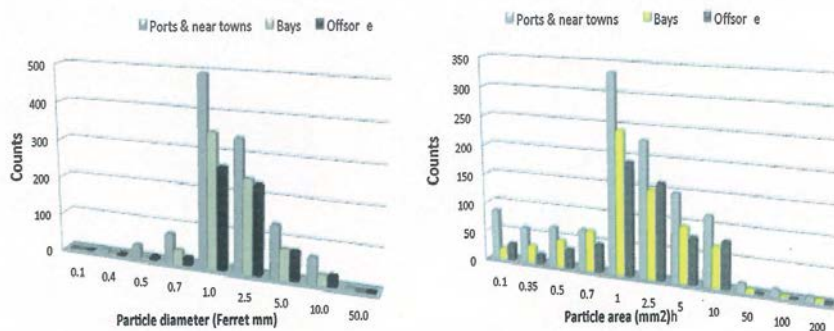 Ports & near towns Bays Offsor e
500
400
300
200
100
0
Counts
0.1 0.4 0.5 0.7 1.0 2.5 5.0 10.0 50.0
Particle diameter (Ferret mm)
Ports & near towns Bays Offsor e
350
300
250
200
150
100
50
0
Counts
0.1 0.35 0.5 0.7 1 2.5 5 10 50 100 200
Particle area (mm2)h